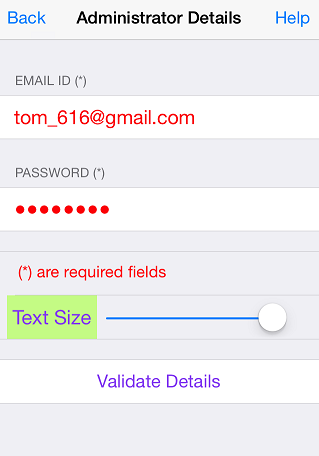 Back Administrator Details Help
EMAIL ID (*)
tom_616@gmail.com
PASSWORD (*)
●●●●●●●●
(*) are required fields
Text Size
Validate Details